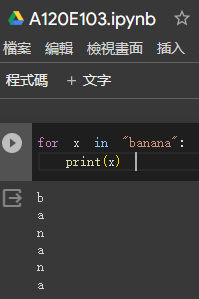 A120E103.ipynb
檔案 編輯 檢視畫面 插入
程式碼 + 文字
for x in "banana":
    print(x)
b
a
n
a
n
a